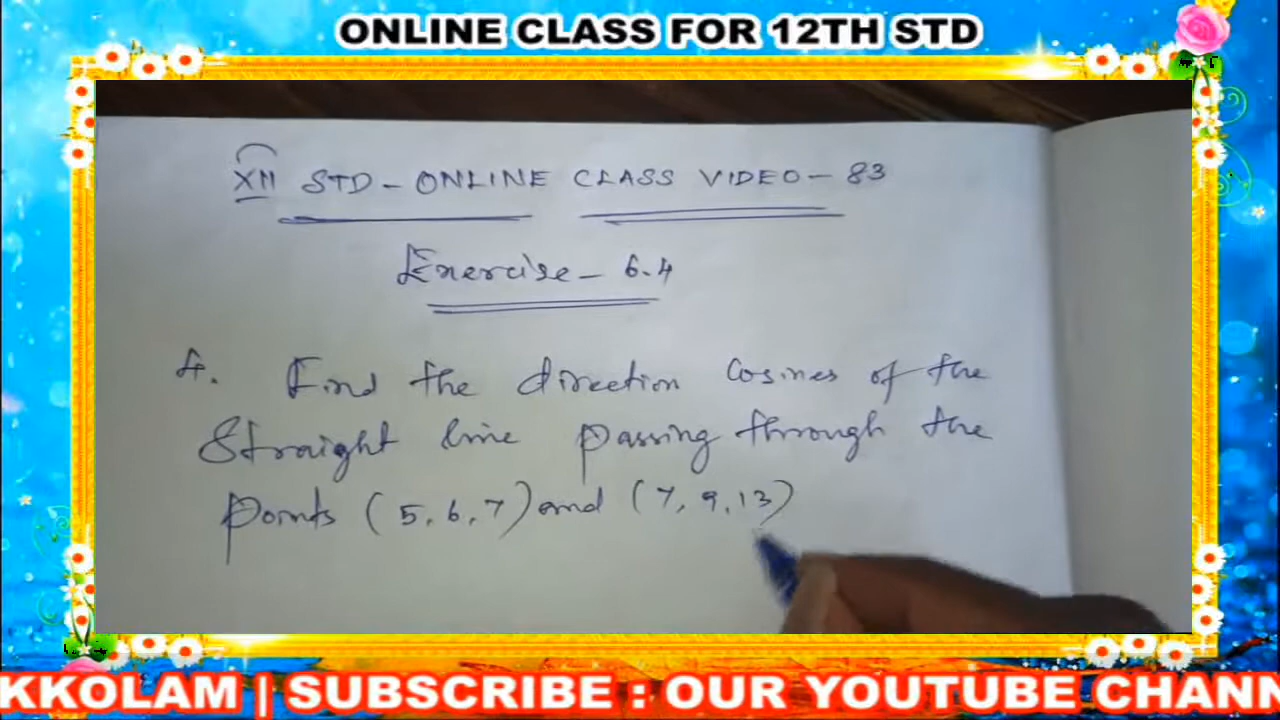 ONLINE CLASS FOR 12TH STD
XII STD - ONLINE CLASS VIDEO - 83
Exercise - 6.4
4. Find the direction Cosines of the
Straight line passing through the
points (5, 6, 7) and (7, 9, 13)
KKOLAM | SUBSCRIBE : OUR YOUTUBE CHANN